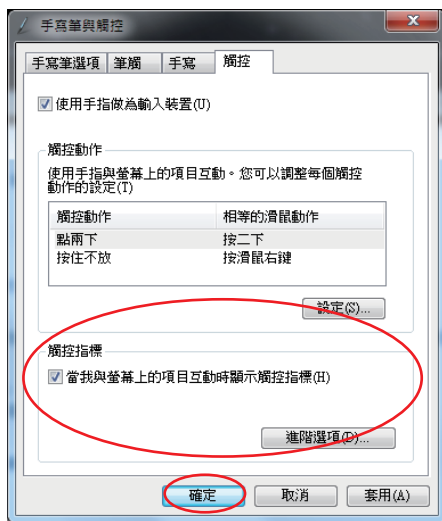 手寫筆與觸控
手寫筆選項 筆觸 手寫 觸控
使用手指做為輸入裝置(U)
觸控動作
使用手指與螢幕上的項目互動。您可以調整每個觸控
動作的設定(T)
觸控動作 相等的滑鼠動作
點兩下 按二下
按住不放 按滑鼠右鍵
設定(S)...
觸控指標
當我與螢幕上的項目互動時顯示觸控指標(H)
進階選項(D)...
確定 取消 套用(A)